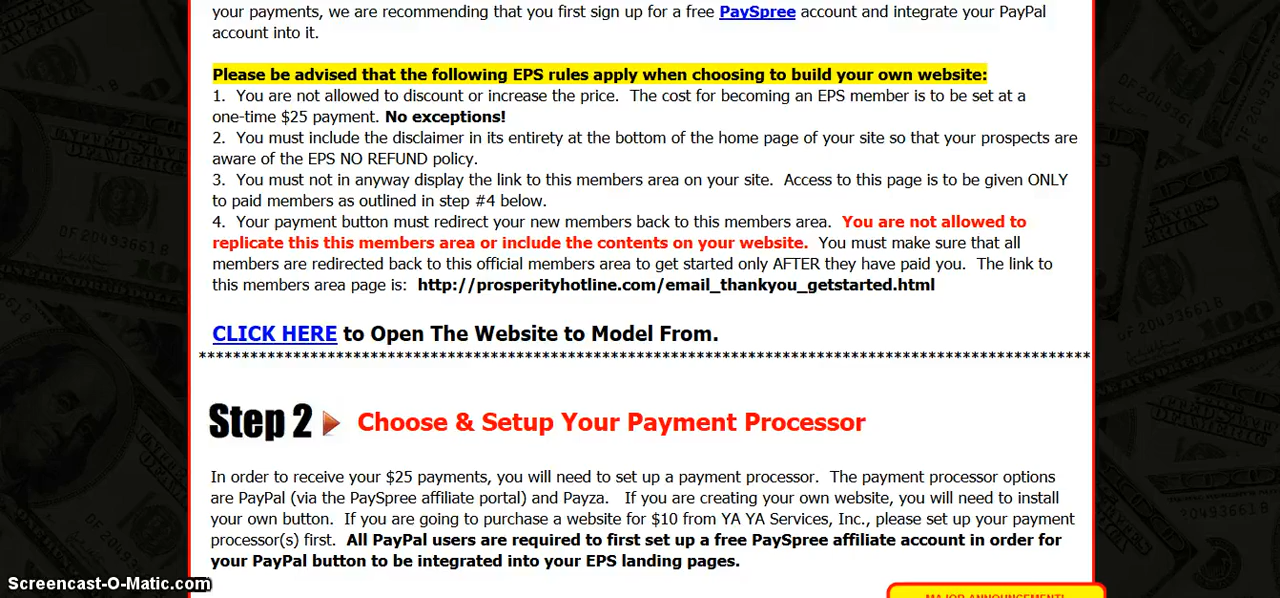 your payments, we are recommending that you first sign up for a free PaySpree account and integrate your PayPal
account into it.
Please be advised that the following EPS rules apply when choosing to build your own website:
1. You are not allowed to discount or increase the price. The cost for becoming an EPS member is to be set at a
one-time $25 payment. No exceptions!
2. You must include the disclaimer in its entirety at the bottom of the home page of your site so that your prospects are
aware of the EPS NO REFUND policy.
3. You must not in anyway display the link to this members area on your site. Access to this page is to be given ONLY
to paid members as outlined in step #4 below.
4. Your payment button must redirect your new members back to this members area. You are not allowed to
replicate this this members area or include the contents on your website. You must make sure that all
members are redirected back to this official members area to get started only AFTER they have paid you. The link to
this members area page is: http://prosperityhotline.com/email_thankyou_getstarted.html
CLICK HERE to Open The Website to Model From.
Step 2 Choose & Setup Your Payment Processor
In order to receive your $25 payments, you will need to set up a payment processor. The payment processor options
are PayPal (via the PaySpree affiliate portal) and Payza. If you are creating your own website, you will need to install
your own button. If you are going to purchase a website for $10 from YA YA Services, Inc., please set up your payment
processor(s) first. All PayPal users are required to first set up a free PaySpree affiliate account in order for
your PayPal button to be integrated into your EPS landing pages.
Screencast-O-Matic.com
MAJOR ANNOUNCEMENT!